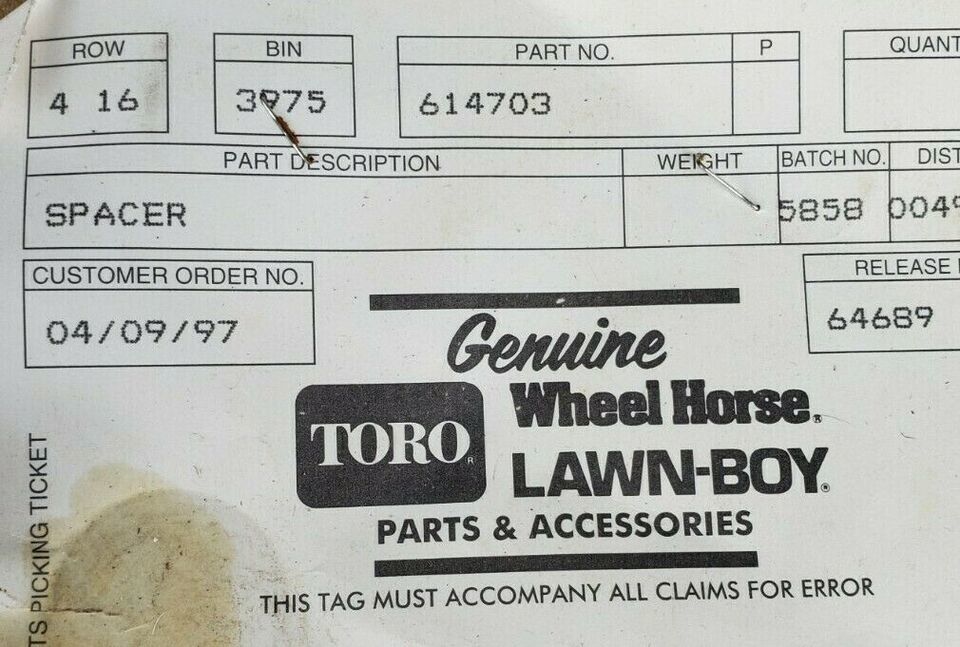 ROW BIN PART NO. P QUANT
4 16 3975 614703
PART DESCRIPTION WEIGHT BATCH NO. DIST
SPACER 5858 0049
CUSTOMER ORDER NO. RELEASE
04/09/97 64689
Genuine
TORO® Wheel Horse®
LAWN-BOY®
PARTS & ACCESSORIES
THIS TAG MUST ACCOMPANY ALL CLAIMS FOR ERROR
TS PICKING TICKET